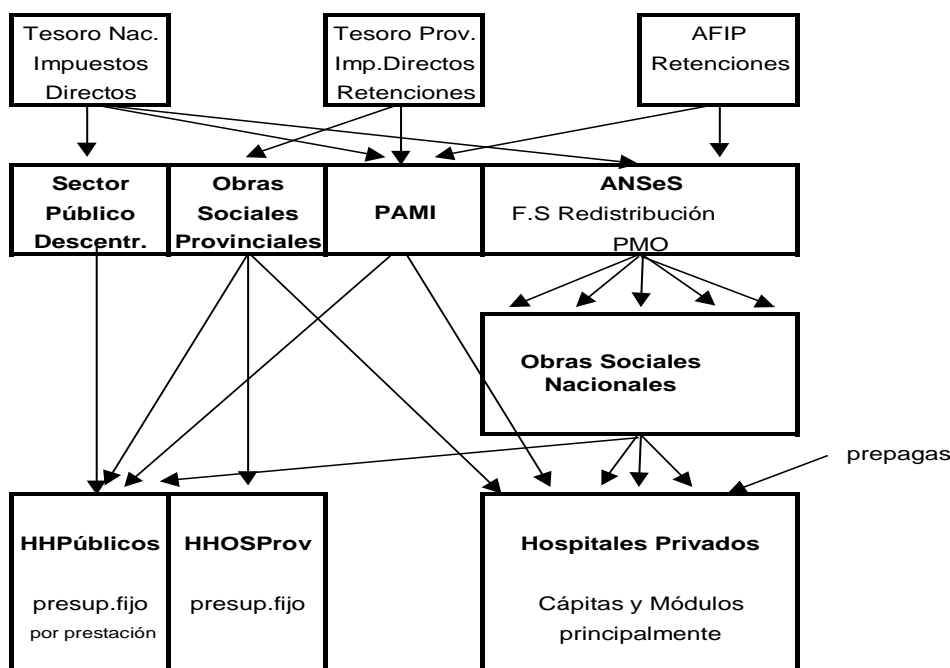 Tesoro Nac.
Impuestos
Directos
Tesoro Prov.
Imp.Directos
Retenciones
AFIP
Retenciones
Sector
Público
Descentr.
Obras
Sociales
Provinciales
PAMI
ANSeS
F.S Redistribución
PMO
Obras Sociales
Nacionales
prepagas
HHPúblicos
presup.fijo
por prestación
HHOSProv
presup.fijo
Hospitales Privados
Cápitas y Módulos
principalmente